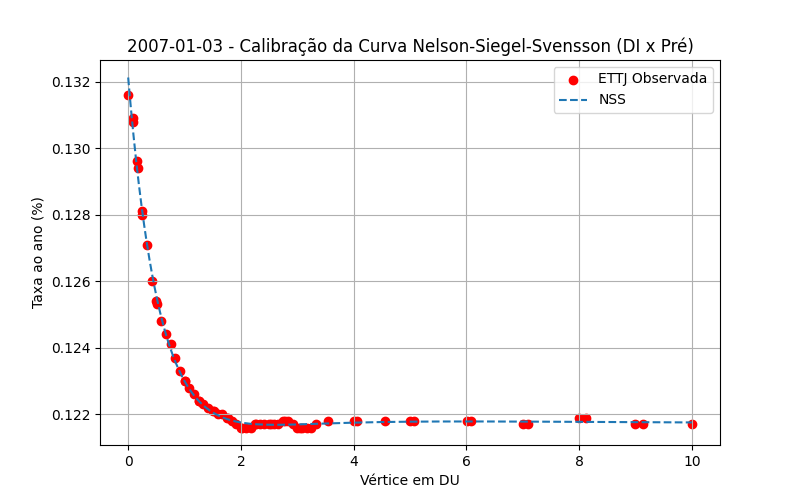 2007-01-03 - Calibração da Curva Nelson-Siegel-Svensson (DI x Pré)
ETTJ Observada
NSS
Taxa ao ano (%)
0.132
0.130
0.128
0.126
0.124
0.122
0 2 4 6 8 10
Vértice em DU